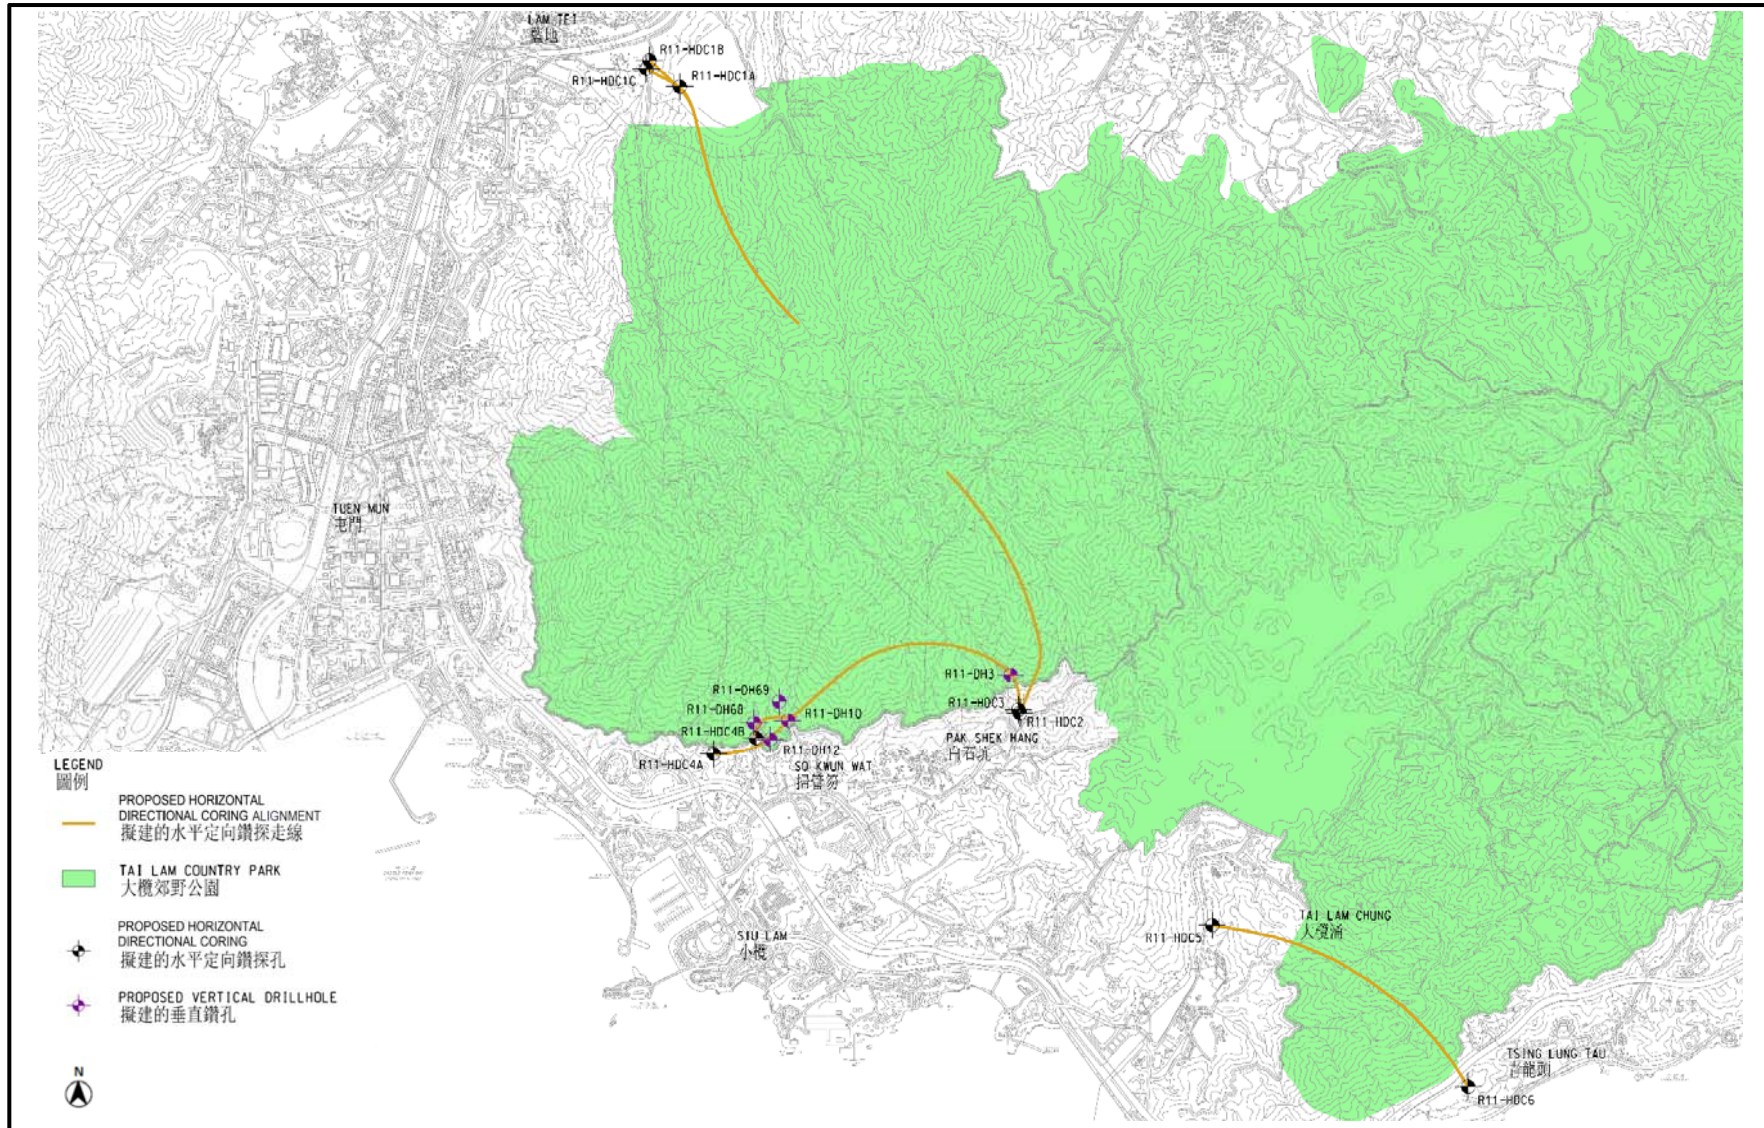 LAM TEI
藍地
R11-HDC1B
R11-HDC1C
R11-HDC1A
TUEN MUN
屯門
R11-DH3
R11-HDC3
R11-HDC2
R11-DH69
R11-DH68
R11-DH10
R11-HDC4B
R11-DH12
R11-HDC4A
PAK SHEK HANG
白石坑
SO KWUN WAT
掃管笏
LEGEND
圖例
PROPOSED HORIZONTAL
DIRECTIONAL CORING ALIGNMENT
擬建的水平定向鑽探走線
TAI LAM COUNTRY PARK
大欖郊野公園
PROPOSED HORIZONTAL
DIRECTIONAL CORING
擬建的水平定向鑽探孔
PROPOSED VERTICAL DRILLHOLE
擬建的垂直鑽孔
N
SIU LAM
小欖
R11-HDC5
TAI LAM CHUNG
大欖涌
TSING LUNG TAU
青龍頭
R11-HDC6